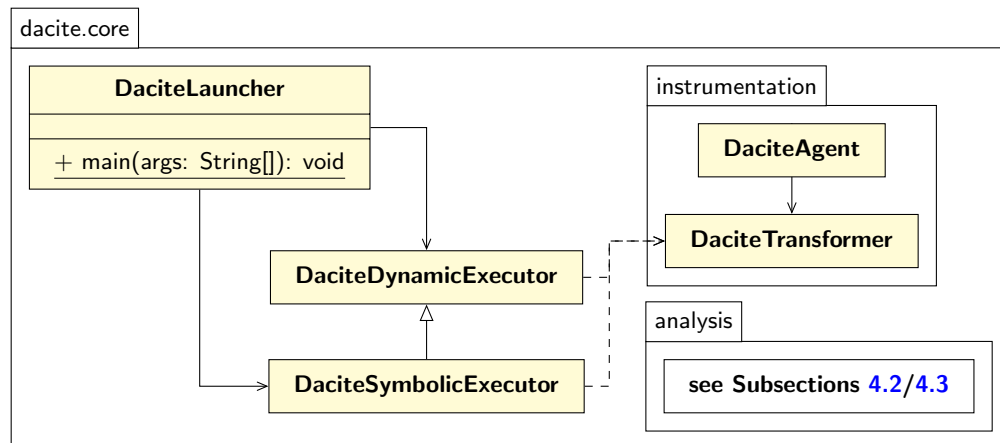 dacite.core
DaciteLauncher
+ main(args: String[]): void
instrumentation
DaciteAgent
DaciteTransformer
DaciteDynamicExecutor
DaciteSymbolicExecutor
analysis
see Subsections 4.2/4.3